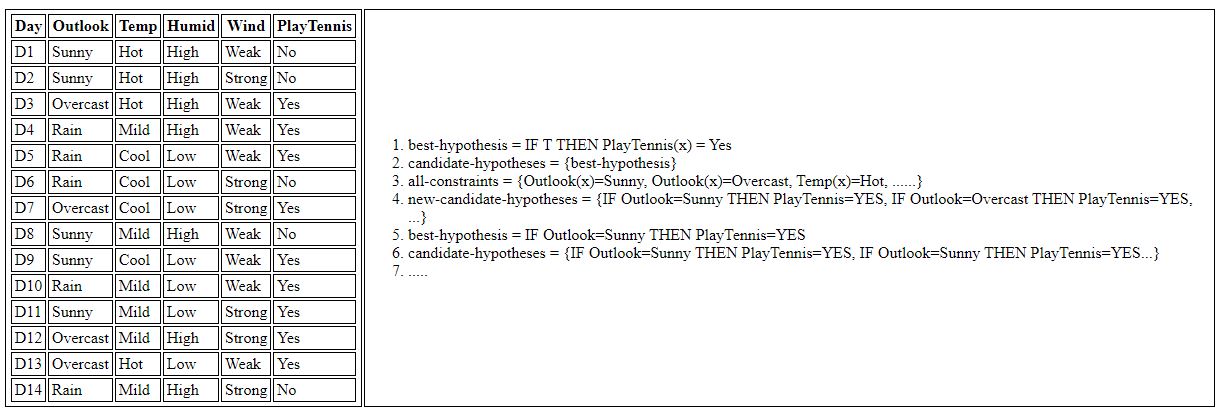 Day Outlook Temp Humid Wind PlayTennis
D1 Sunny Hot High Weak No
D2 Sunny Hot High Strong No
D3 Overcast Hot High Weak Yes
D4 Rain Mild High Weak Yes
D5 Rain Cool Low Weak Yes
D6 Rain Cool Low Strong No
D7 Overcast Cool Low Strong Yes
D8 Sunny Mild High Weak No
D9 Sunny Cool Low Weak Yes
D10 Rain Mild Low Weak Yes
D11 Sunny Mild Low Strong Yes
D12 Overcast Mild High Strong Yes
D13 Overcast Hot Low Weak Yes
D14 Rain Mild High Strong No
1. best-hypothesis = IF T THEN PlayTennis(x) = Yes
2. candidate-hypotheses = {best-hypothesis}
3. all-constraints = {Outlook(x)=Sunny, Outlook(x)=Overcast, Temp(x)=Hot, ......}
4. new-candidate-hypotheses = {IF Outlook=Sunny THEN PlayTennis=YES, IF Outlook=Overcast THEN PlayTennis=YES,
...}
5. best-hypothesis = IF Outlook=Sunny THEN PlayTennis=YES
6. candidate-hypotheses = {IF Outlook=Sunny THEN PlayTennis=YES, IF Outlook=Sunny THEN PlayTennis=YES...}
7. .....